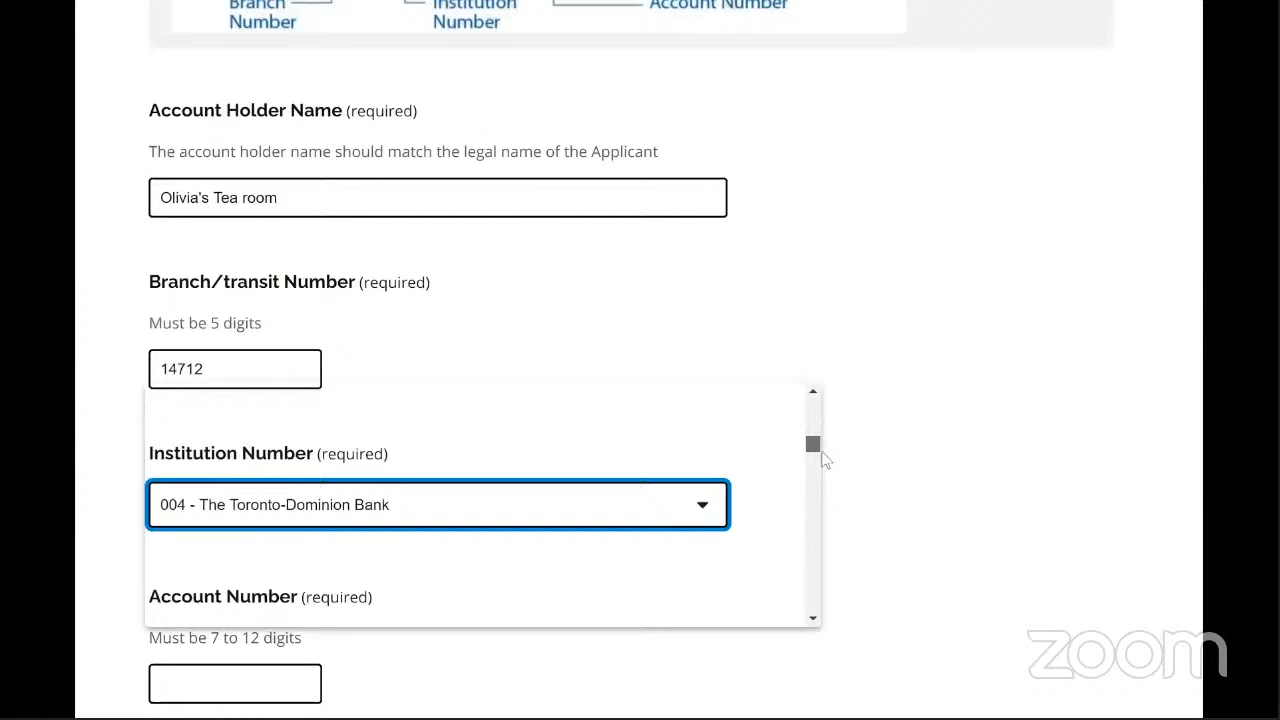 Branch
Number
Institution
Number
Account Number
Account Holder Name (required)
The account holder name should match the legal name of the Applicant
Olivia's Tea room
Branch/transit Number (required)
Must be 5 digits
14712
Institution Number (required)
004 - The Toronto-Dominion Bank
Account Number (required)
Must be 7 to 12 digits
zoom